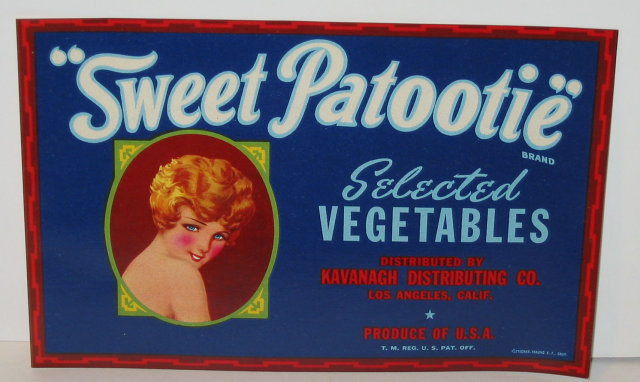 "Sweet Patootie"
BRAND
Selected
VEGETABLES
DISTRIBUTED BY
KAVANAGH DISTRIBUTING CO.
LOS ANGELES, CALIF.
PRODUCE OF U.S.A.
T. M. REG. U. S. PAT. OFF.